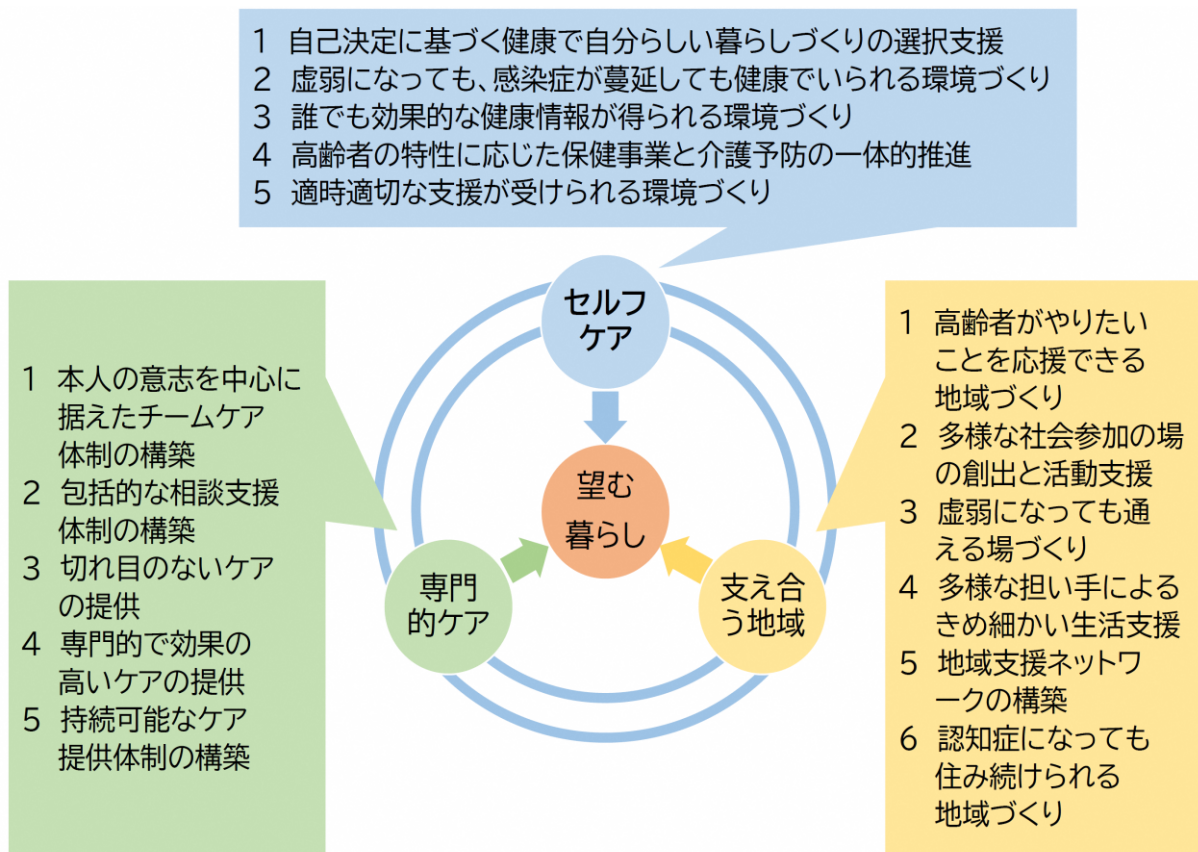 1 自己決定に基づく健康で自分らしい暮らしづくりの選択支援
2 虚弱になっても、感染症が蔓延しても健康でいられる環境づくり
3 誰でも効果的な健康情報が得られる環境づくり
4 高齢者の特性に応じた保健事業と介護予防の一体的推進
5 適時適切な支援が受けられる環境づくり
セルフ
ケア
望む
暮らし
専門
的ケア
支え合
う地域
1 本人の意志を中心に
据えたチームケア
体制の構築
2 包括的な相談支援
体制の構築
3 切れ目のないケア
の提供
4 専門的で効果の
高いケアの提供
5 持続可能なケア
提供体制の構築
1 高齢者がやりたい
ことを応援できる
地域づくり
2 多様な社会参加の場
の創出と活動支援
3 虚弱になっても通
える場づくり
4 多様な担い手による
きめ細かい生活支援
5 地域支援ネットワ
ークの構築
6 認知症になっても
住み続けられる
地域づくり